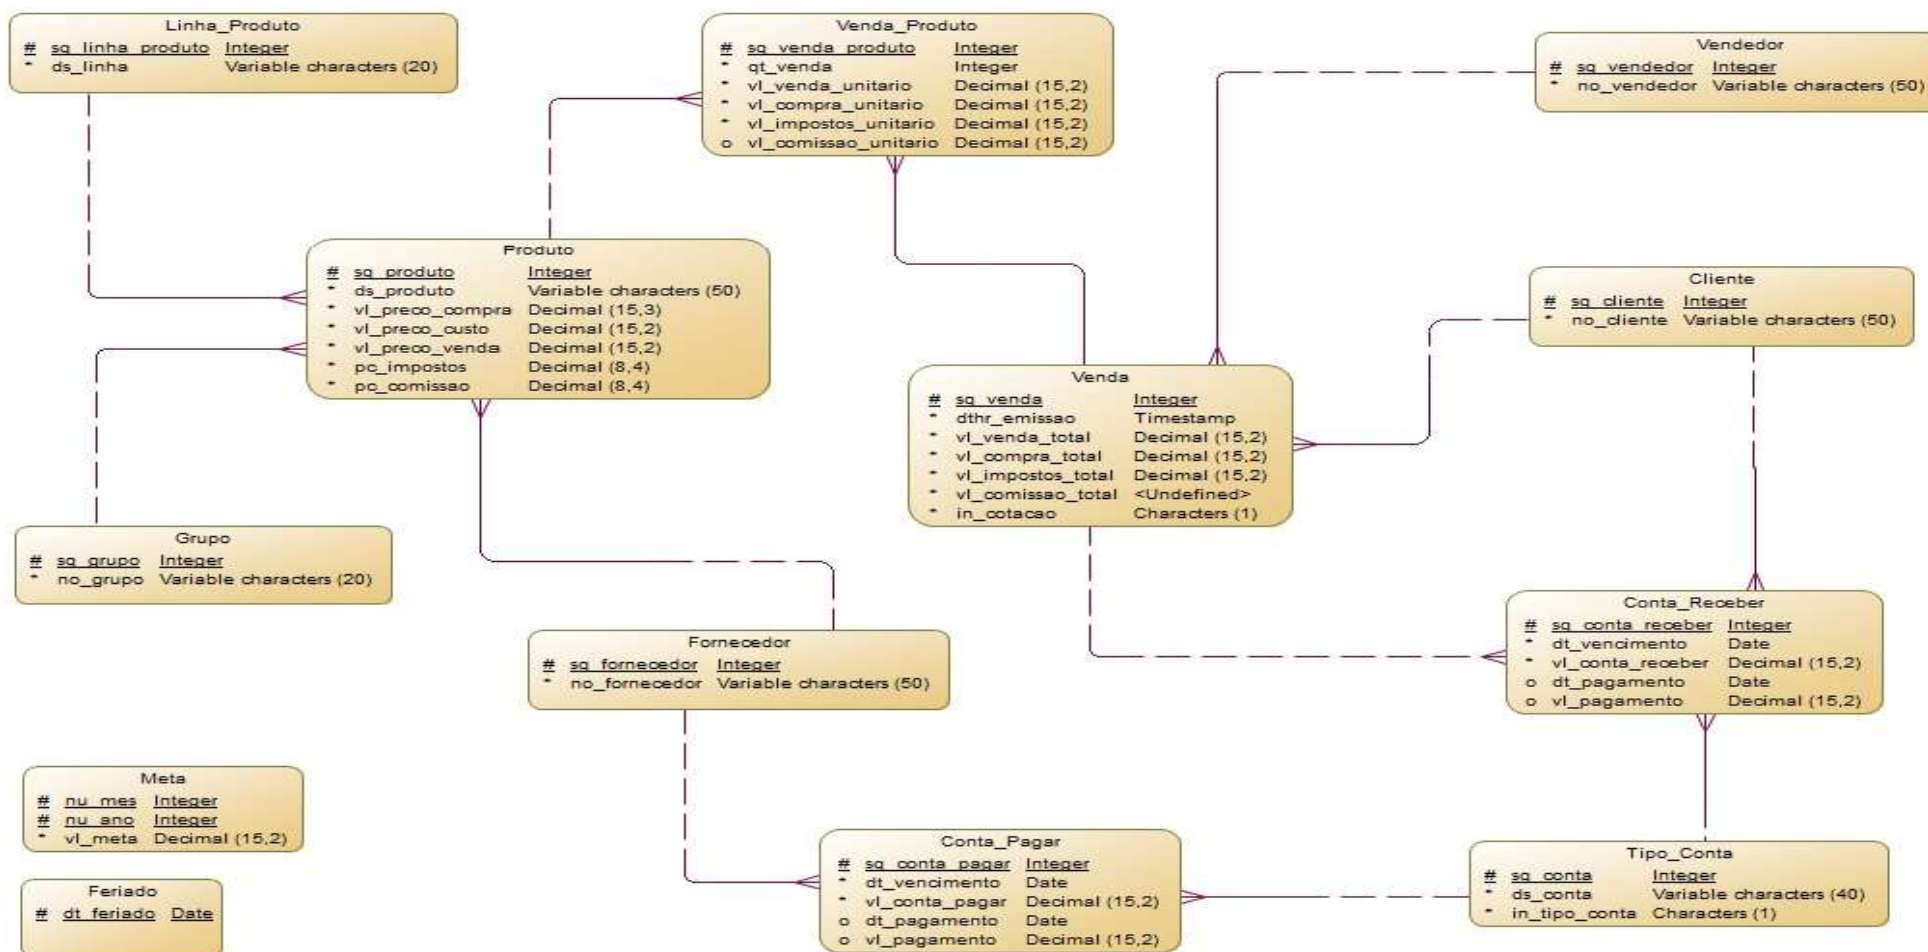 Linha_Produto
# sq_linha_produto Integer
* ds_linha Variable characters (20)
Venda_Produto
# sq_venda_produto Integer
* qt_venda Integer
* vl_venda_unitario Decimal (15,2)
* vl_compra_unitario Decimal (15,2)
* vl_impostos_unitario Decimal (15,2)
o vl_comissao_unitario Decimal (15,2)
Vendedor
# sq_vendedor Integer
* no_vendedor Variable characters (50)
Produto
# sq_produto Integer
* ds_produto Variable characters (50)
* vl_preco_compra Decimal (15,3)
* vl_preco_custo Decimal (15,2)
* vl_preco_venda Decimal (15,2)
* pc_impostos Decimal (8,4)
* pc_comissao Decimal (8,4)
Cliente
# sq_cliente Integer
* no_cliente Variable characters (50)
Venda
# sq_venda Integer
* dthr_emissao Timestamp
* vl_venda_total Decimal (15,2)
* vl_compra_total Decimal (15,2)
* vl_impostos_total Decimal (15,2)
* vl_comissao_total <Undefined>
* in_cotacao Characters (1)
Grupo
# sq_grupo Integer
* no_grupo Variable characters (20)
Conta_Receber
# sq_conta_receber Integer
* dt_vencimento Date
* vl_conta_receber Decimal (15,2)
o dt_pagamento Date
o vl_pagamento Decimal (15,2)
Fornecedor
# sq_fornecedor Integer
* no_fornecedor Variable characters (50)
Meta
# nu_mes Integer
# nu_ano Integer
* vl_meta Decimal (15,2)
Conta_Pagar
# sq_conta_pagar Integer
* dt_vencimento Date
* vl_conta_pagar Decimal (15,2)
o dt_pagamento Date
o vl_pagamento Decimal (15,2)
Tipo_Conta
# sq_conta Integer
* ds_conta Variable characters (40)
* in_tipo_conta Characters (1)
Feriado
# dt_feriado Date